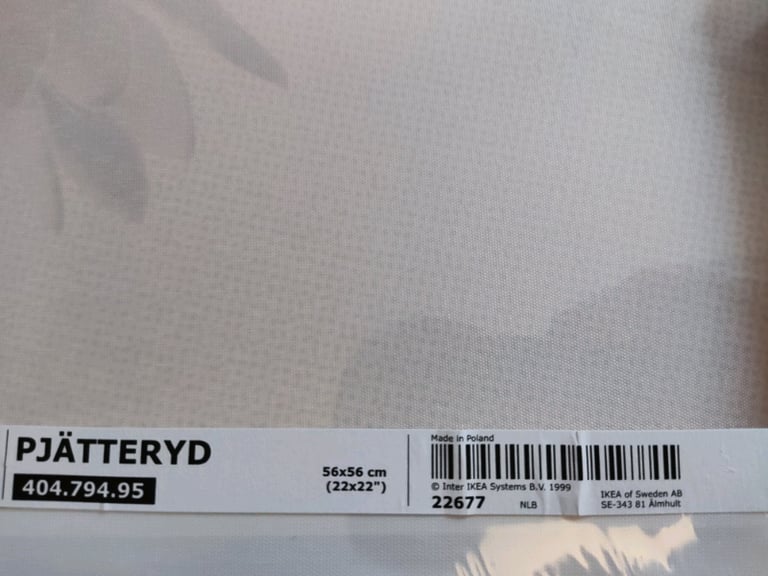 PJÄTTERYD
404.794.95
56x56 cm
(22x22")
Made in Poland
© Inter IKEA Systems B.V. 1999
22677
NLB
IKEA of Sweden AB
SE-343 81 Älmhult